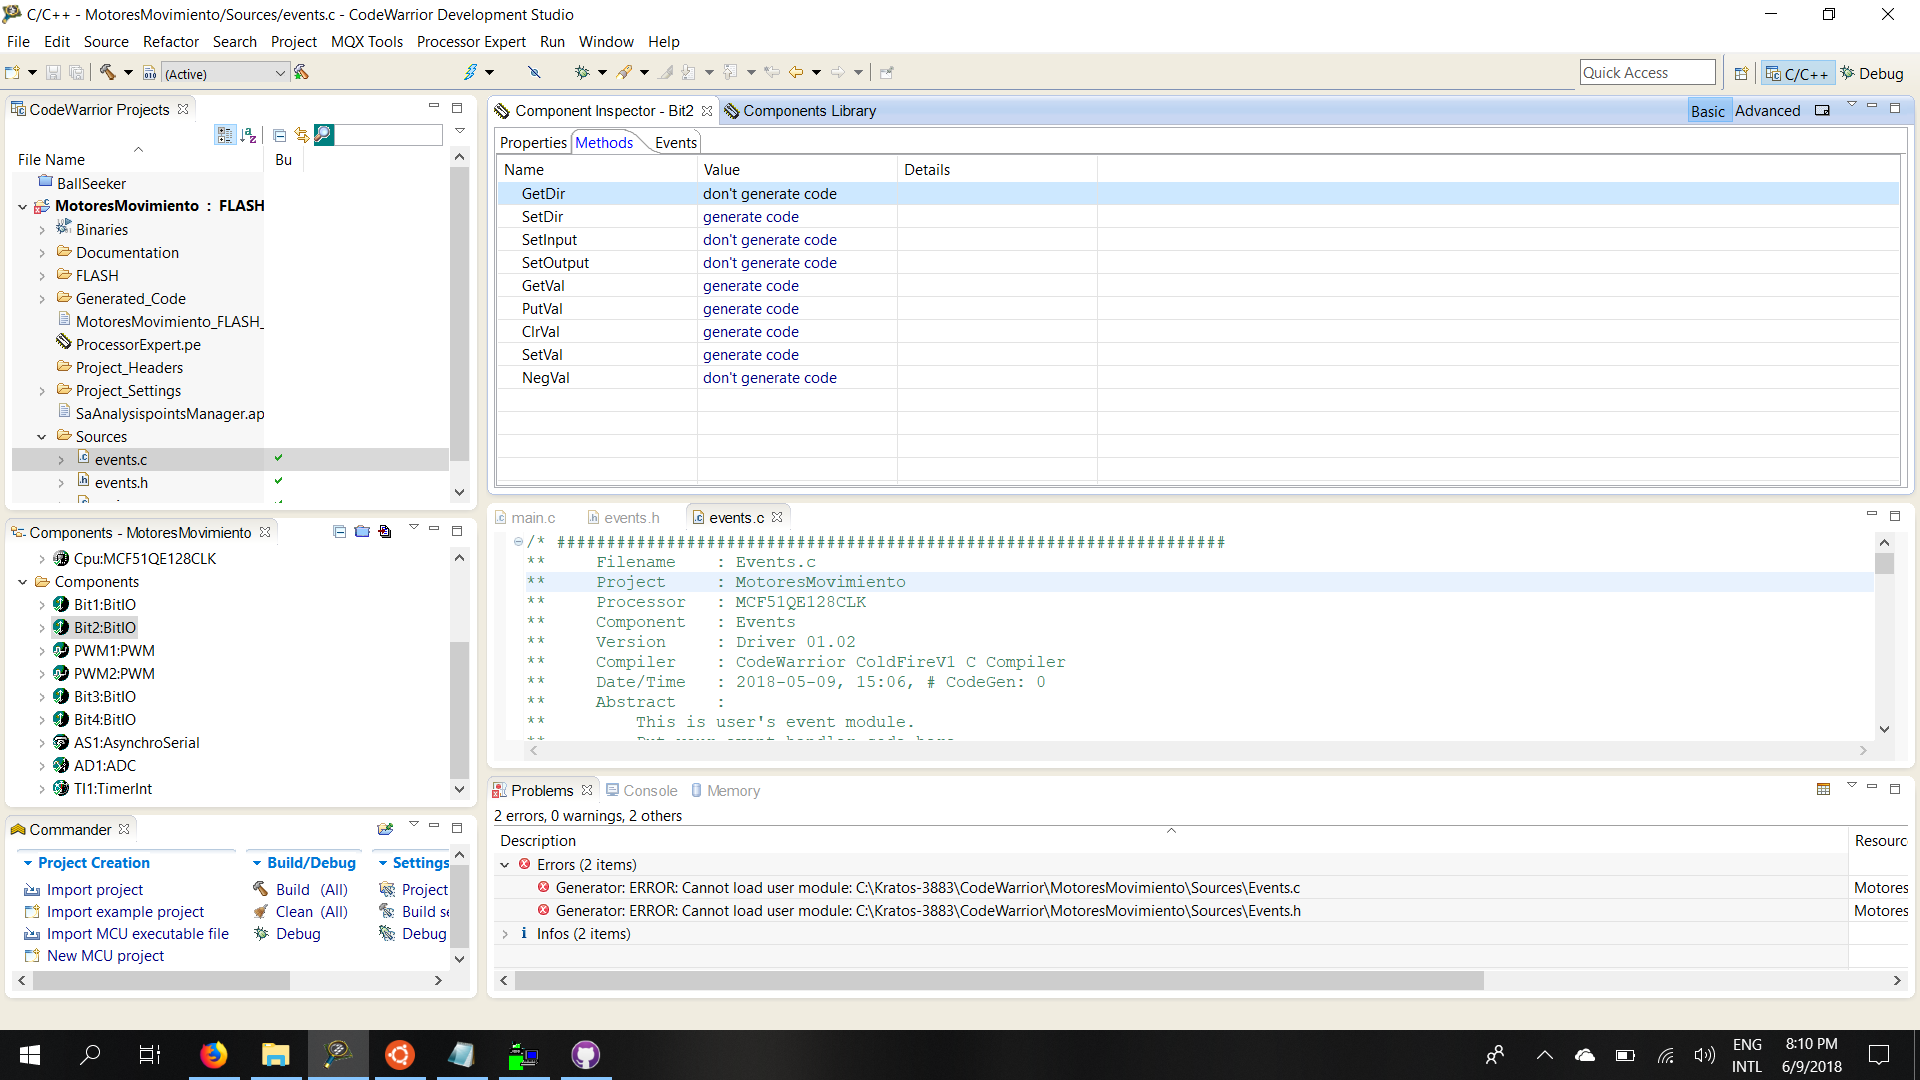 C/C++ - MotoresMovimiento/Sources/events.c - CodeWarrior Development Studio
File Edit Source Refactor Search Project MQX Tools Processor Expert Run Window Help
(Active)
Quick Access
C/C++
Debug
CodeWarrior Projects
File Name
Bu
BallSeeker
MotoresMovimiento : FLASH
Binaries
Documentation
FLASH
Generated_Code
MotoresMovimiento_FLASH_
ProcessorExpert.pe
Project_Headers
Project_Settings
SaAnalysispointsManager.ap
Sources
events.c
events.h
Components - MotoresMovimiento
Cpu:MCF51QE128CLK
Components
Bit1:BitIO
Bit2:BitIO
PWM1:PWM
PWM2:PWM
Bit3:BitIO
Bit4:BitIO
AS1:AsynchroSerial
AD1:ADC
TI1:TimerInt
Commander
Project Creation
Import project
Import example project
Import MCU executable file
New MCU project
Build/Debug
Build (All)
Clean (All)
Debug
Settings
Project
Build se
Debug
Component Inspector - Bit2
Components Library
Basic Advanced
Properties Methods Events
Name Value Details
GetDir don't generate code
SetDir generate code
SetInput don't generate code
SetOutput don't generate code
GetVal generate code
PutVal generate code
ClrVal generate code
SetVal generate code
NegVal don't generate code
main.c events.h events.c
/* ###################################################################
** Filename : Events.c
** Project : MotoresMovimiento
** Processor : MCF51QE128CLK
** Component : Events
** Version : Driver 01.02
** Compiler : CodeWarrior ColdFireV1 C Compiler
** Date/Time : 2018-05-09, 15:06, # CodeGen: 0
** Abstract :
** This is user's event module.
** Put your event handler code here.
Problems Console Memory
2 errors, 0 warnings, 2 others
Description
Resourc
Errors (2 items)
Generator: ERROR: Cannot load user module: C:\Kratos-3883\CodeWarrior\MotoresMovimiento\Sources\Events.c Motores
Generator: ERROR: Cannot load user module: C:\Kratos-3883\CodeWarrior\MotoresMovimiento\Sources\Events.h Motores
Infos (2 items)
ENG
INTL
8:10 PM
6/9/2018